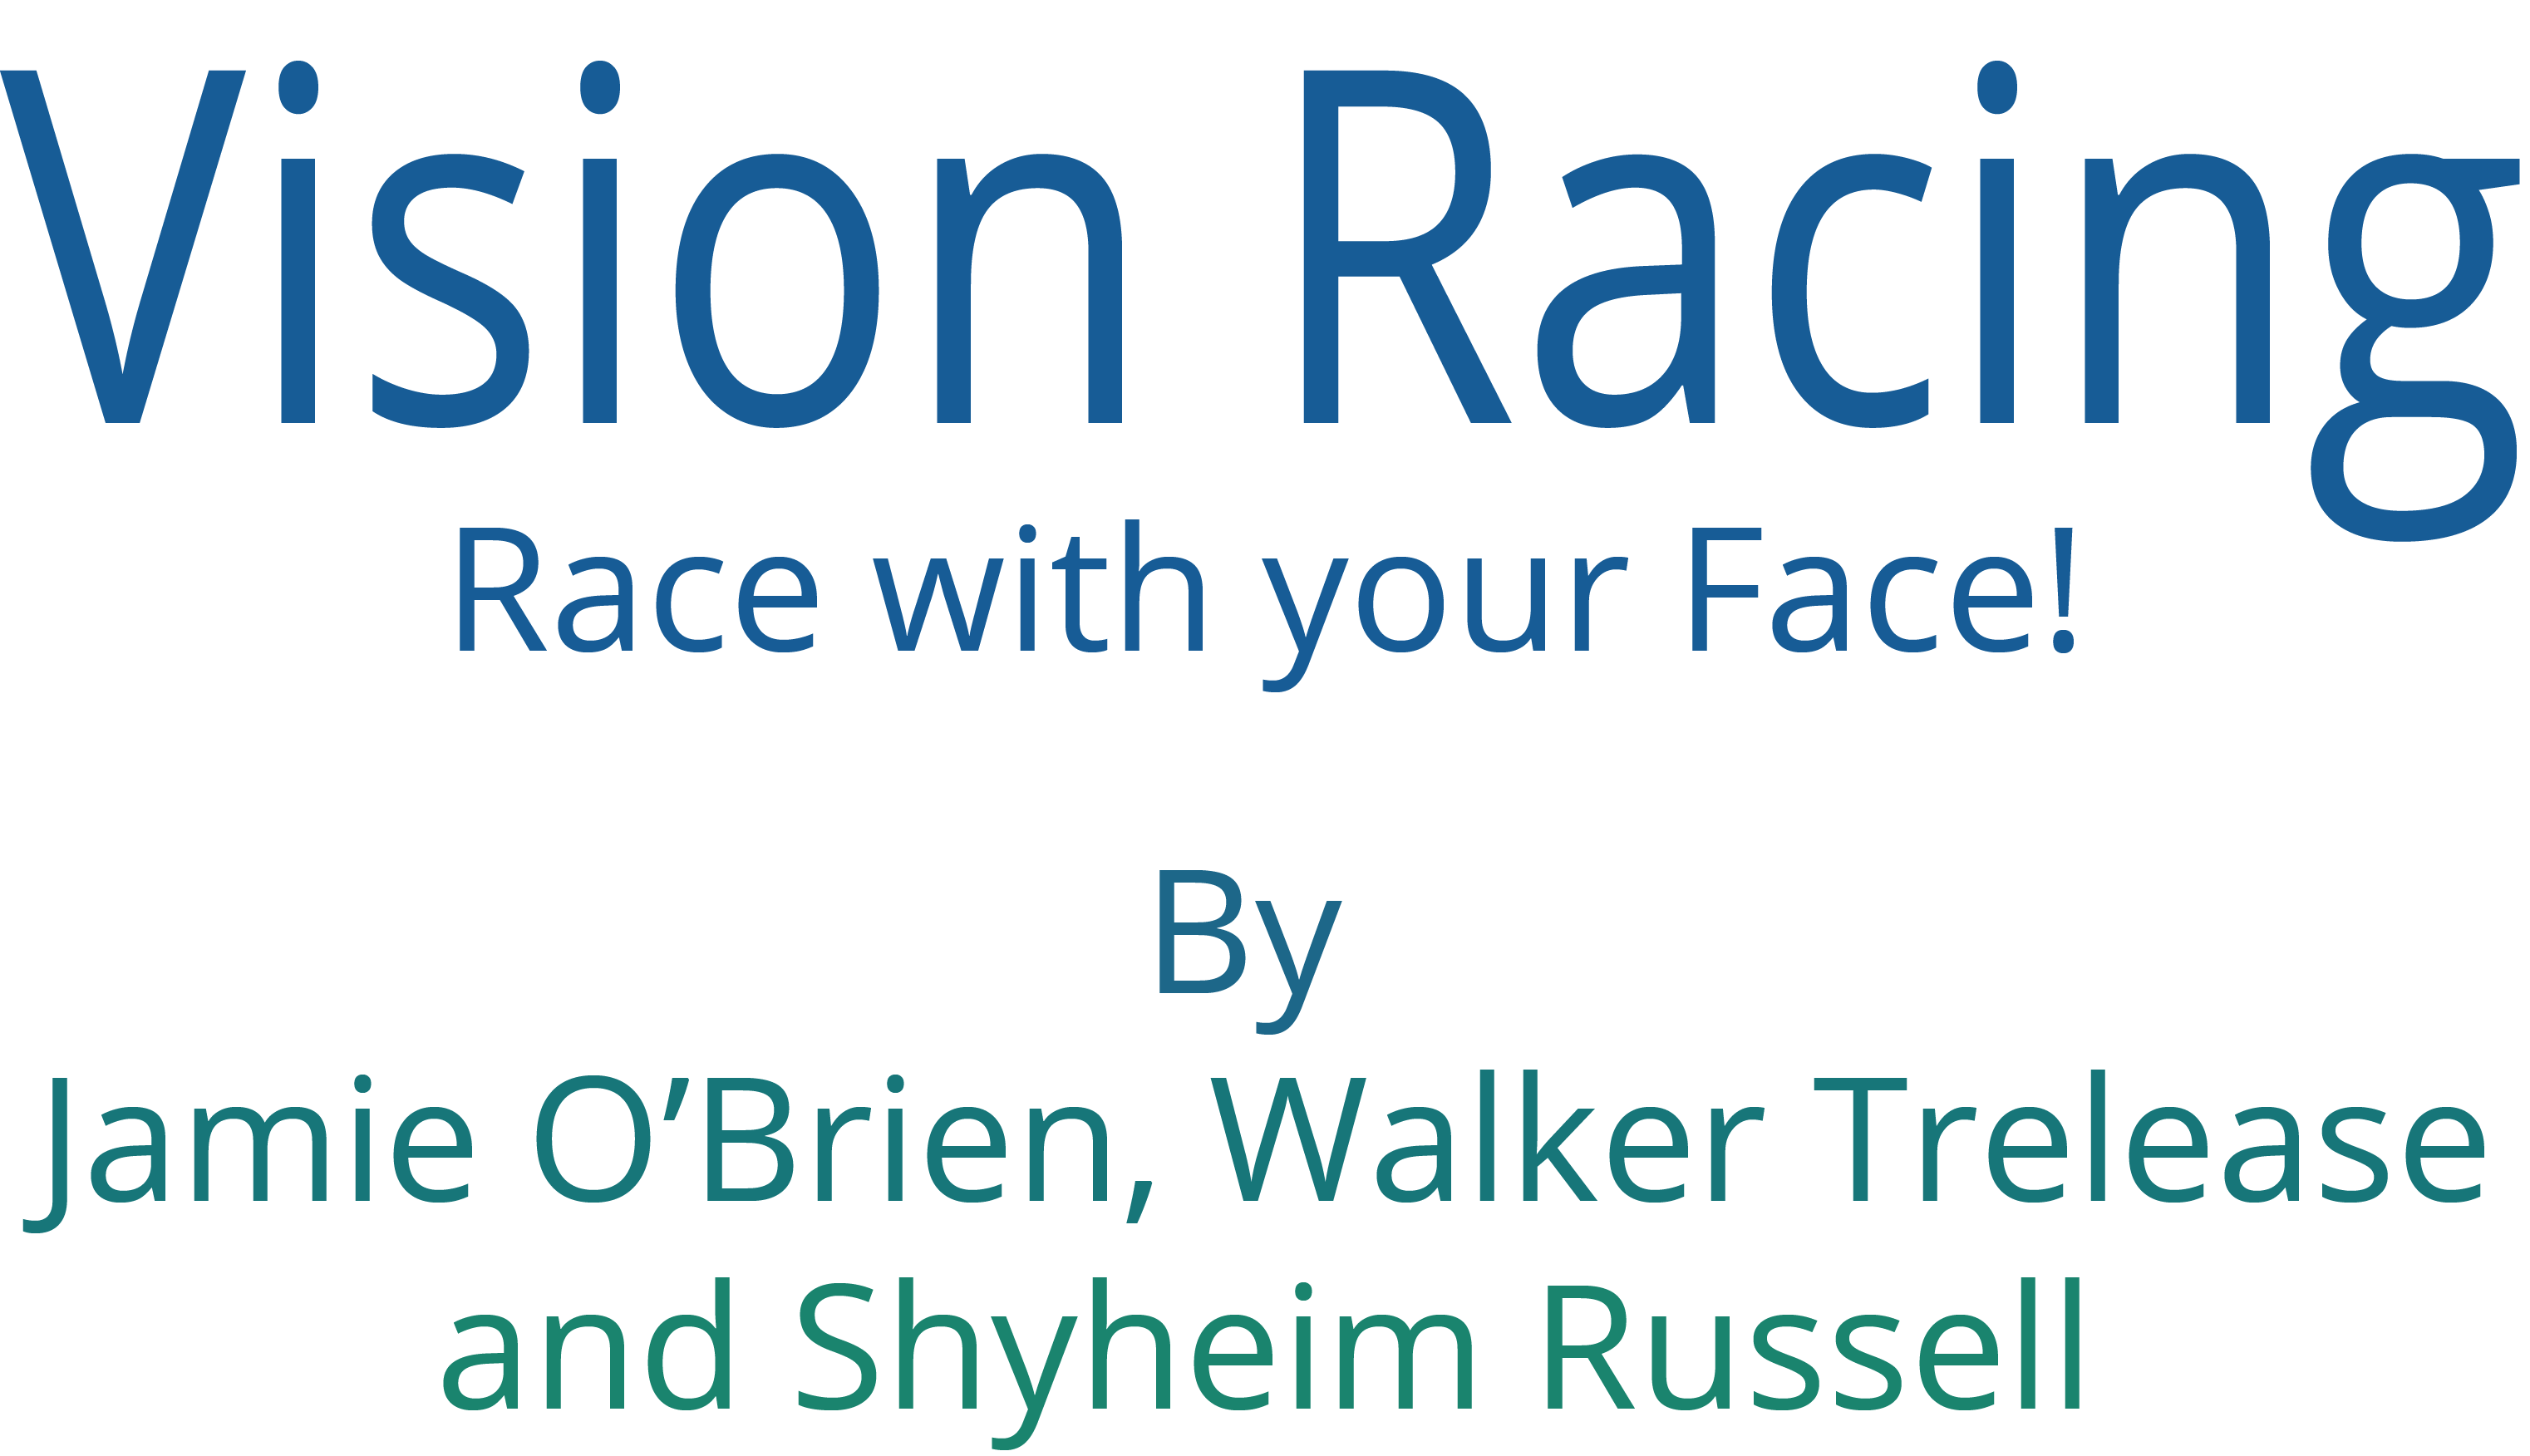 Vision Racing
Race with your Face!
By
Jamie O’Brien, Walker Trelease
and Shyheim Russell